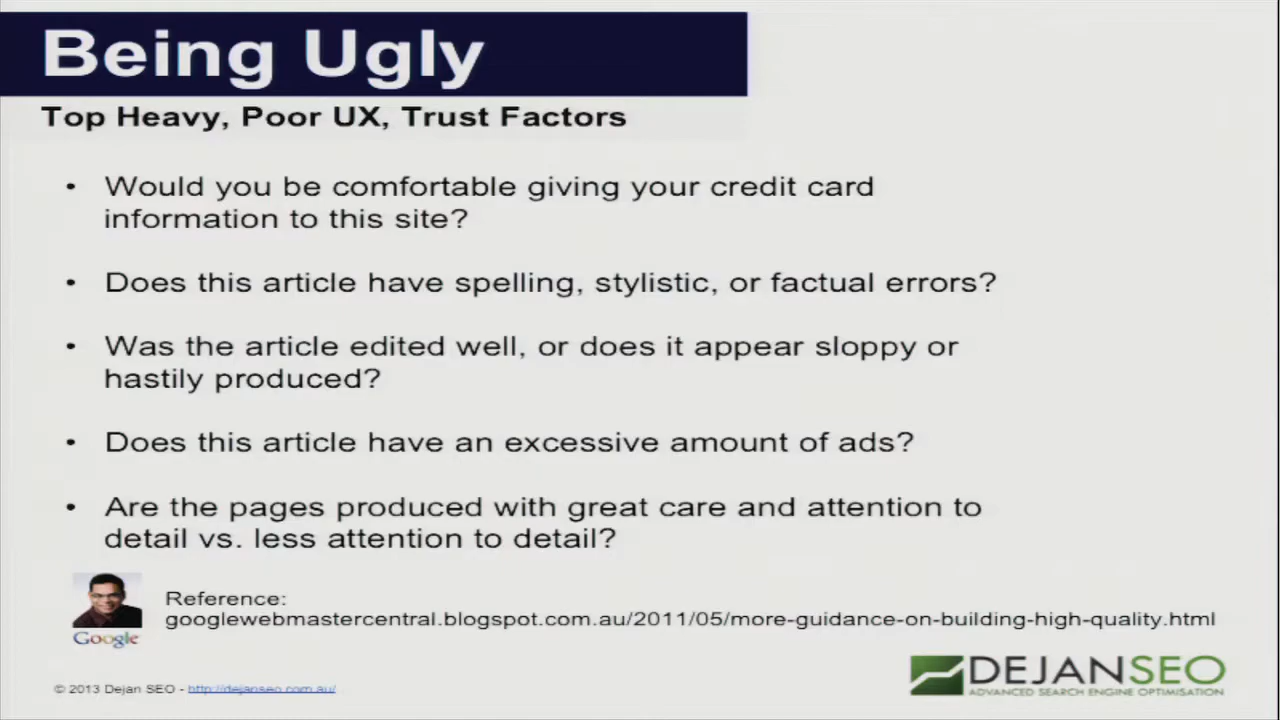 Being Ugly
Top Heavy, Poor UX, Trust Factors
• Would you be comfortable giving your credit card
information to this site?
• Does this article have spelling, stylistic, or factual errors?
• Was the article edited well, or does it appear sloppy or
hastily produced?
• Does this article have an excessive amount of ads?
• Are the pages produced with great care and attention to
detail vs. less attention to detail?
Reference:
googlewebmastercentral.blogspot.com.au/2011/05/more-guidance-on-building-high-quality.html
Google
DEJANSEO
ADVANCED SEARCH ENGINE OPTIMISATION
© 2013 Dejan SEO - http://dejanseo.com.au/